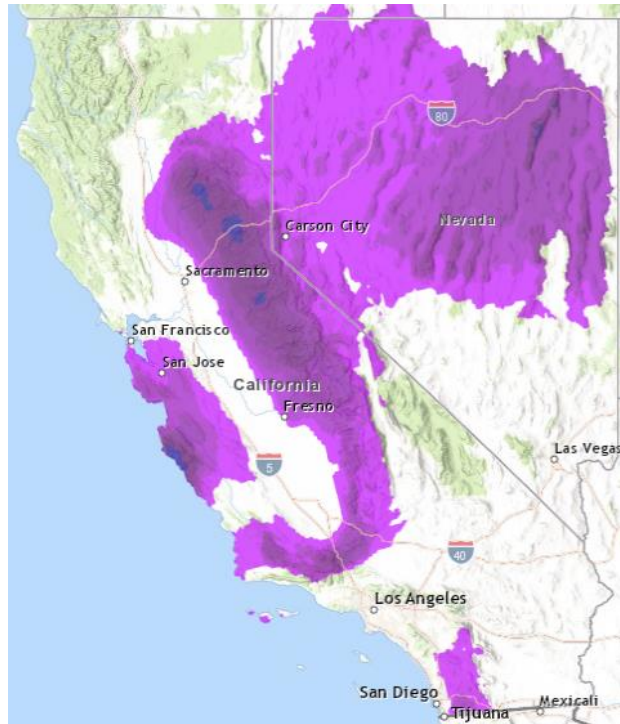 80
Nevada
Carson City
Sacramento
San Francisco
San Jose
California
Fresno
5
Las Vegas
40
Los Angeles
San Diego
Tijuana
Mexicali